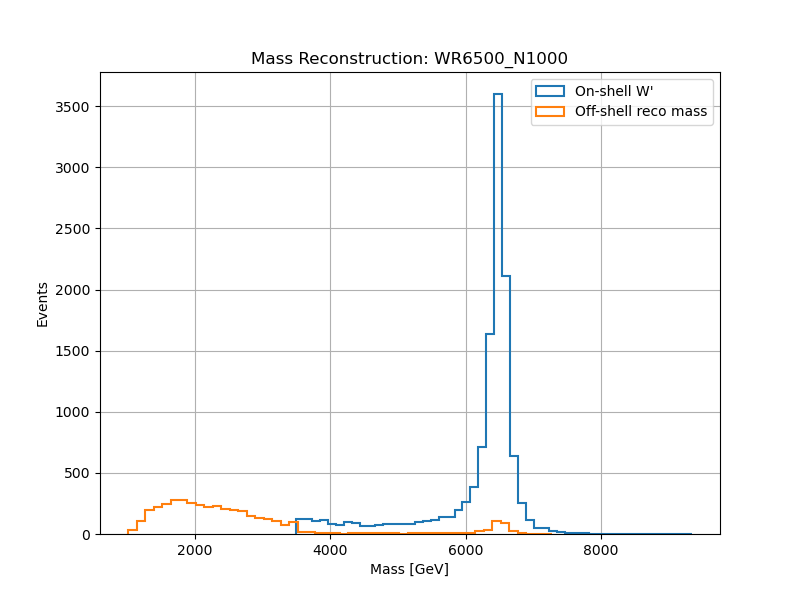 Mass Reconstruction: WR6500_N1000
On-shell W'
Off-shell reco mass
3500
3000
2500
2000
1500
1000
500
0
Events
2000 4000 6000 8000
Mass [GeV]